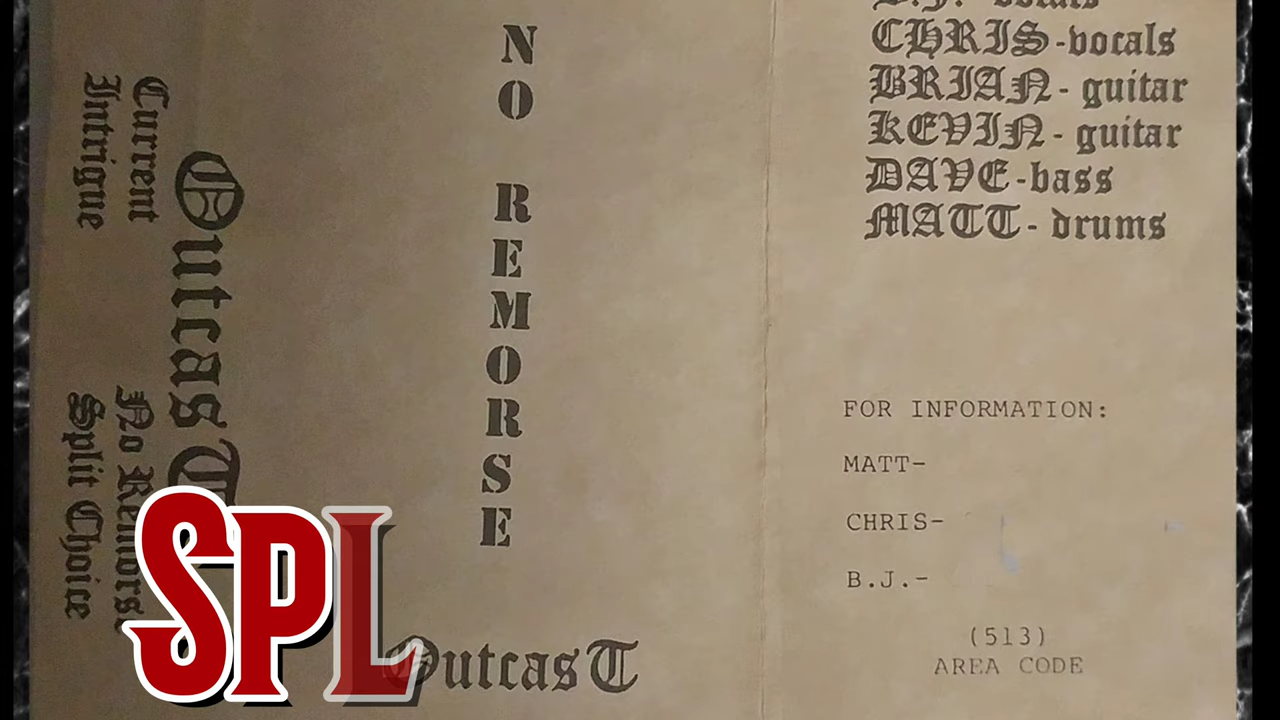 Current
Intrigue
OutcasT
No Remorse
Split Choice
NO REMORSE
OutcasT
B.J.- vocals
CHRIS-vocals
BRIAN- guitar
KEVIN- guitar
DAVE-bass
MATT- drums
FOR INFORMATION:
MATT-
CHRIS-
B.J.-
(513)
AREA CODE
SPL